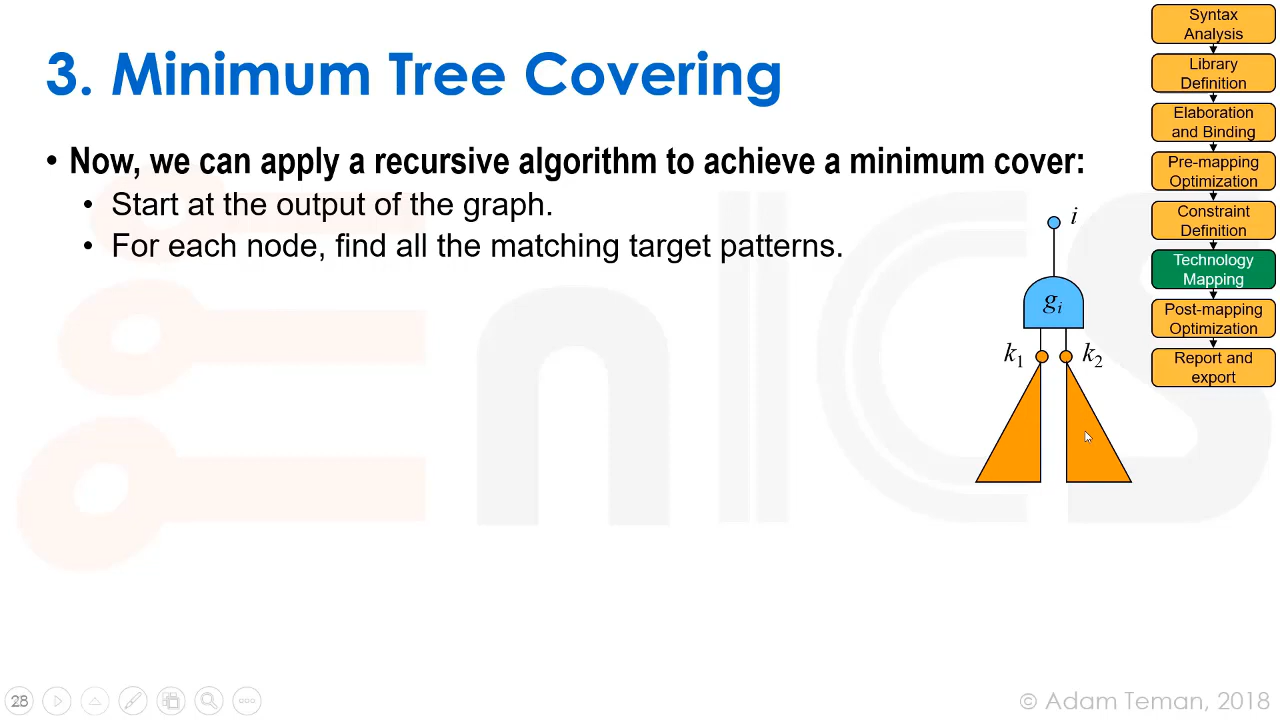 3. Minimum Tree Covering
• Now, we can apply a recursive algorithm to achieve a minimum cover:
• Start at the output of the graph.
• For each node, find all the matching target patterns.
i
gi
k1
k2
Syntax
Analysis
Library
Definition
Elaboration
and Binding
Pre-mapping
Optimization
Constraint
Definition
Technology
Mapping
Post-mapping
Optimization
Report and
export
EnICS
28
© Adam Teman, 2018